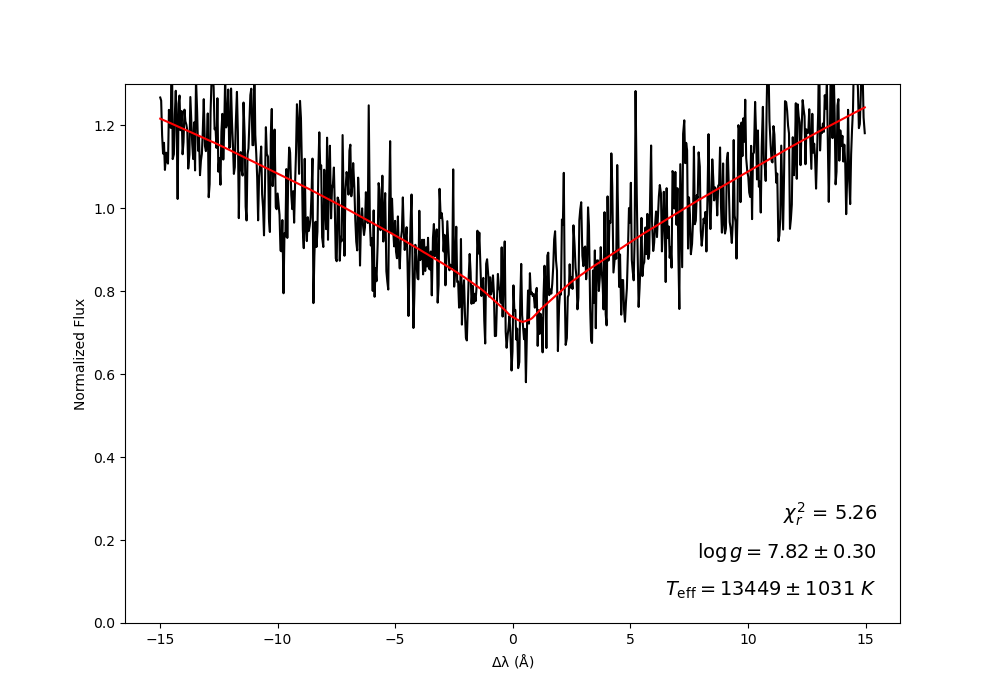 1.2
1.0
0.8
0.6
0.4
0.2
0.0
Normalized Flux
χ²ᵣ = 5.26
log g = 7.82 ± 0.30
T_eff = 13449 ± 1031 K
−15 −10 −5 0 5 10 15
Δλ (Å)